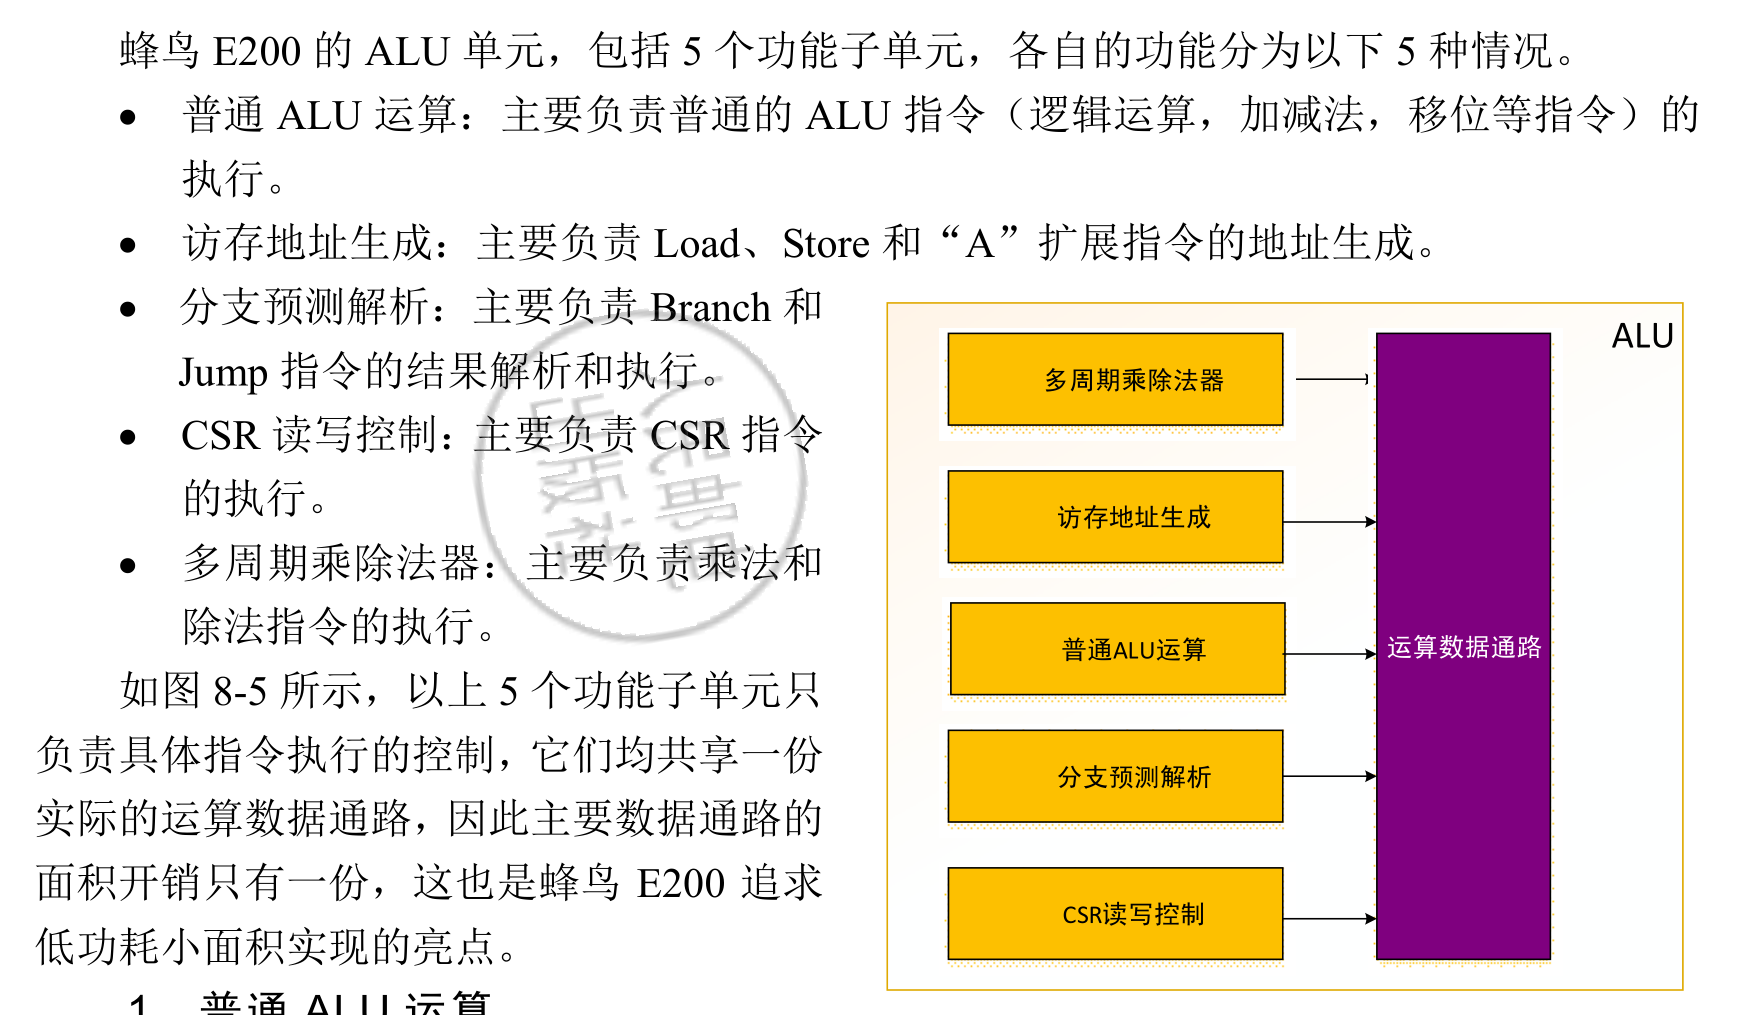 蜂鸟 E200 的 ALU 单元，包括 5 个功能子单元，各自的功能分为以下 5 种情况。
● 普通 ALU 运算：主要负责普通的 ALU 指令（逻辑运算，加减法，移位等指令）的
执行。
● 访存地址生成：主要负责 Load、Store 和“A”扩展指令的地址生成。
● 分支预测解析：主要负责 Branch 和
Jump 指令的结果解析和执行。
● CSR 读写控制：主要负责 CSR 指令
的执行。
● 多周期乘除法器：主要负责乘法和
除法指令的执行。
如图 8-5 所示，以上 5 个功能子单元只
负责具体指令执行的控制，它们均共享一份
实际的运算数据通路，因此主要数据通路的
面积开销只有一份，这也是蜂鸟 E200 追求
低功耗小面积实现的亮点。
1 普通 ALU 运算
ALU
多周期乘除法器
访存地址生成
普通ALU运算
分支预测解析
CSR读写控制
运算数据通路